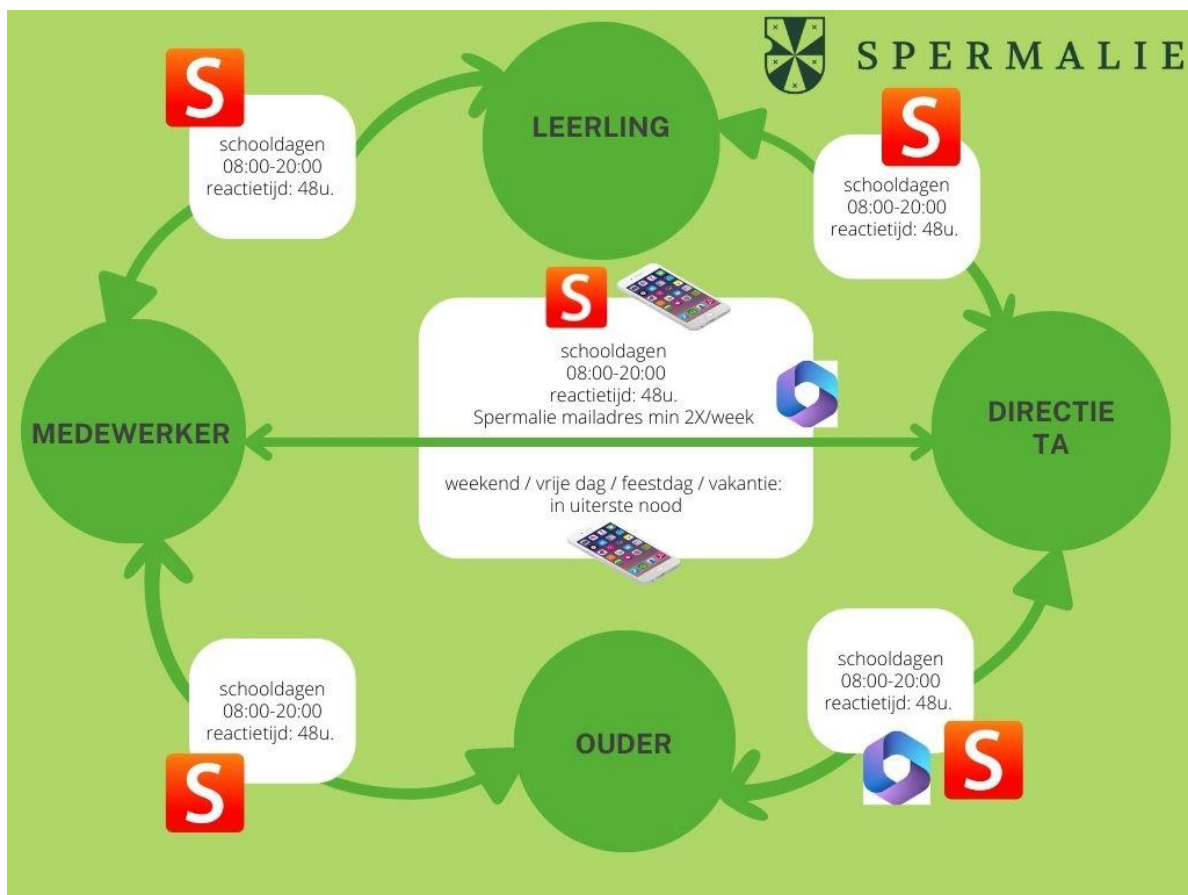 SPERMALIE
S
schooldagen
08:00-20:00
reactietijd: 48u.
LEERLING
S
schooldagen
08:00-20:00
reactietijd: 48u.
S
schooldagen
08:00-20:00
reactietijd: 48u.
Spermalie mailadres min 2X/week
MEDEWERKER
DIRECTIE
TA
weekend / vrije dag / feestdag / vakantie:
in uiterste nood
schooldagen
08:00-20:00
reactietijd: 48u.
S
OUDER
schooldagen
08:00-20:00
reactietijd: 48u.
S